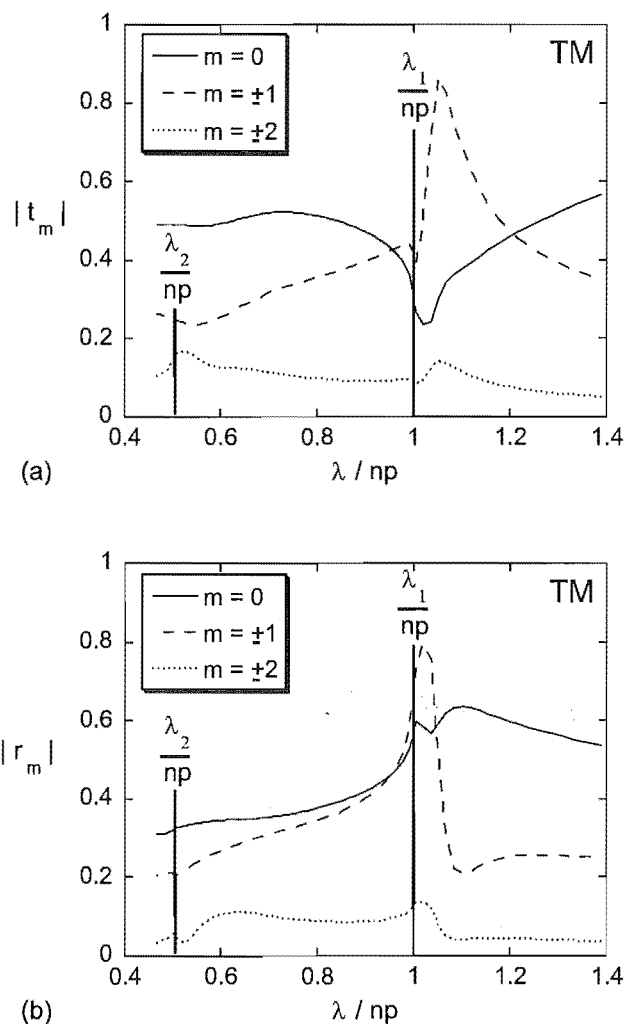 1
TM
m = 0
m = ±1
m = ±2
λ₁
np
0.8
0.6
| tₘ |
0.4
λ₂
np
0.2
0
0.4 0.6 0.8 1 1.2 1.4
(a) λ / np
1
TM
m = 0
m = ±1
m = ±2
λ₁
np
0.8
0.6
| rₘ |
λ₂
np
0.4
0.2
0
0.4 0.6 0.8 1 1.2 1.4
(b) λ / np